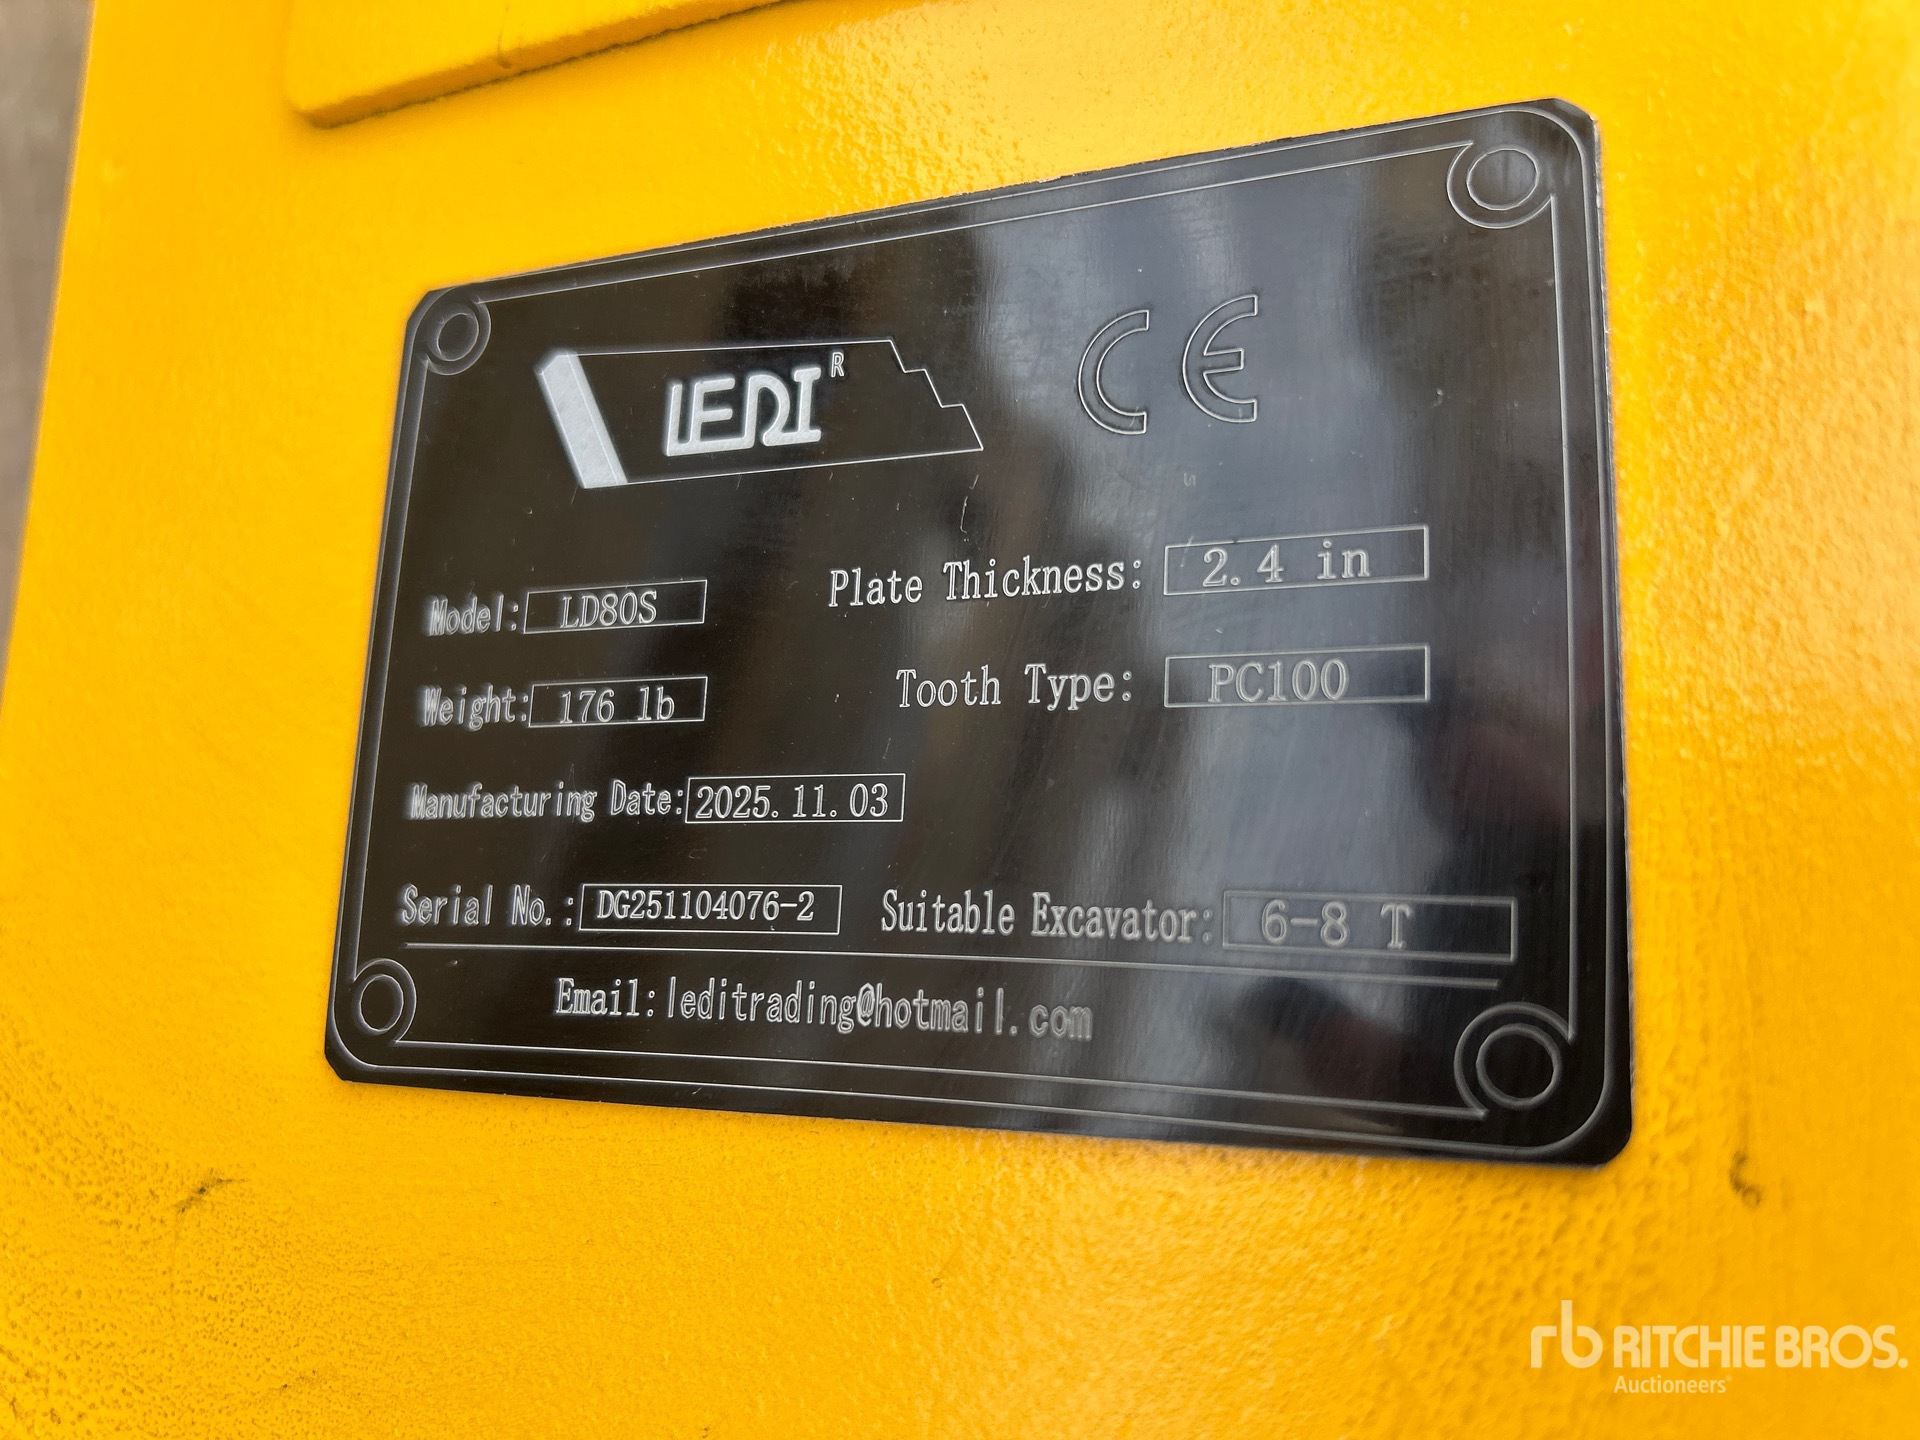 LEDI R
CE
Model: LD80S
Plate Thickness: 2.4 in
Weight: 176 lb
Tooth Type: PC100
Manufacturing Date: 2025.11.03
Serial No.: DG251104076-2
Suitable Excavator: 6-8 T
Email: leditrading@hotmail.com
rb RITCHIE BROS.
Auctioneers